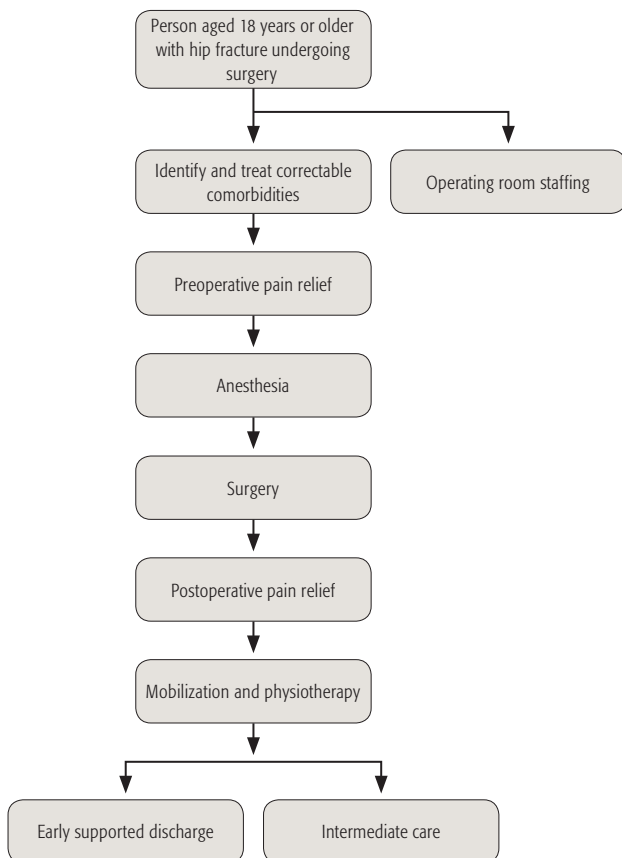 Person aged 18 years or older
with hip fracture undergoing
surgery
Identify and treat correctable
comorbidities
Operating room staffing
Preoperative pain relief
Anesthesia
Surgery
Postoperative pain relief
Mobilization and physiotherapy
Early supported discharge
Intermediate care